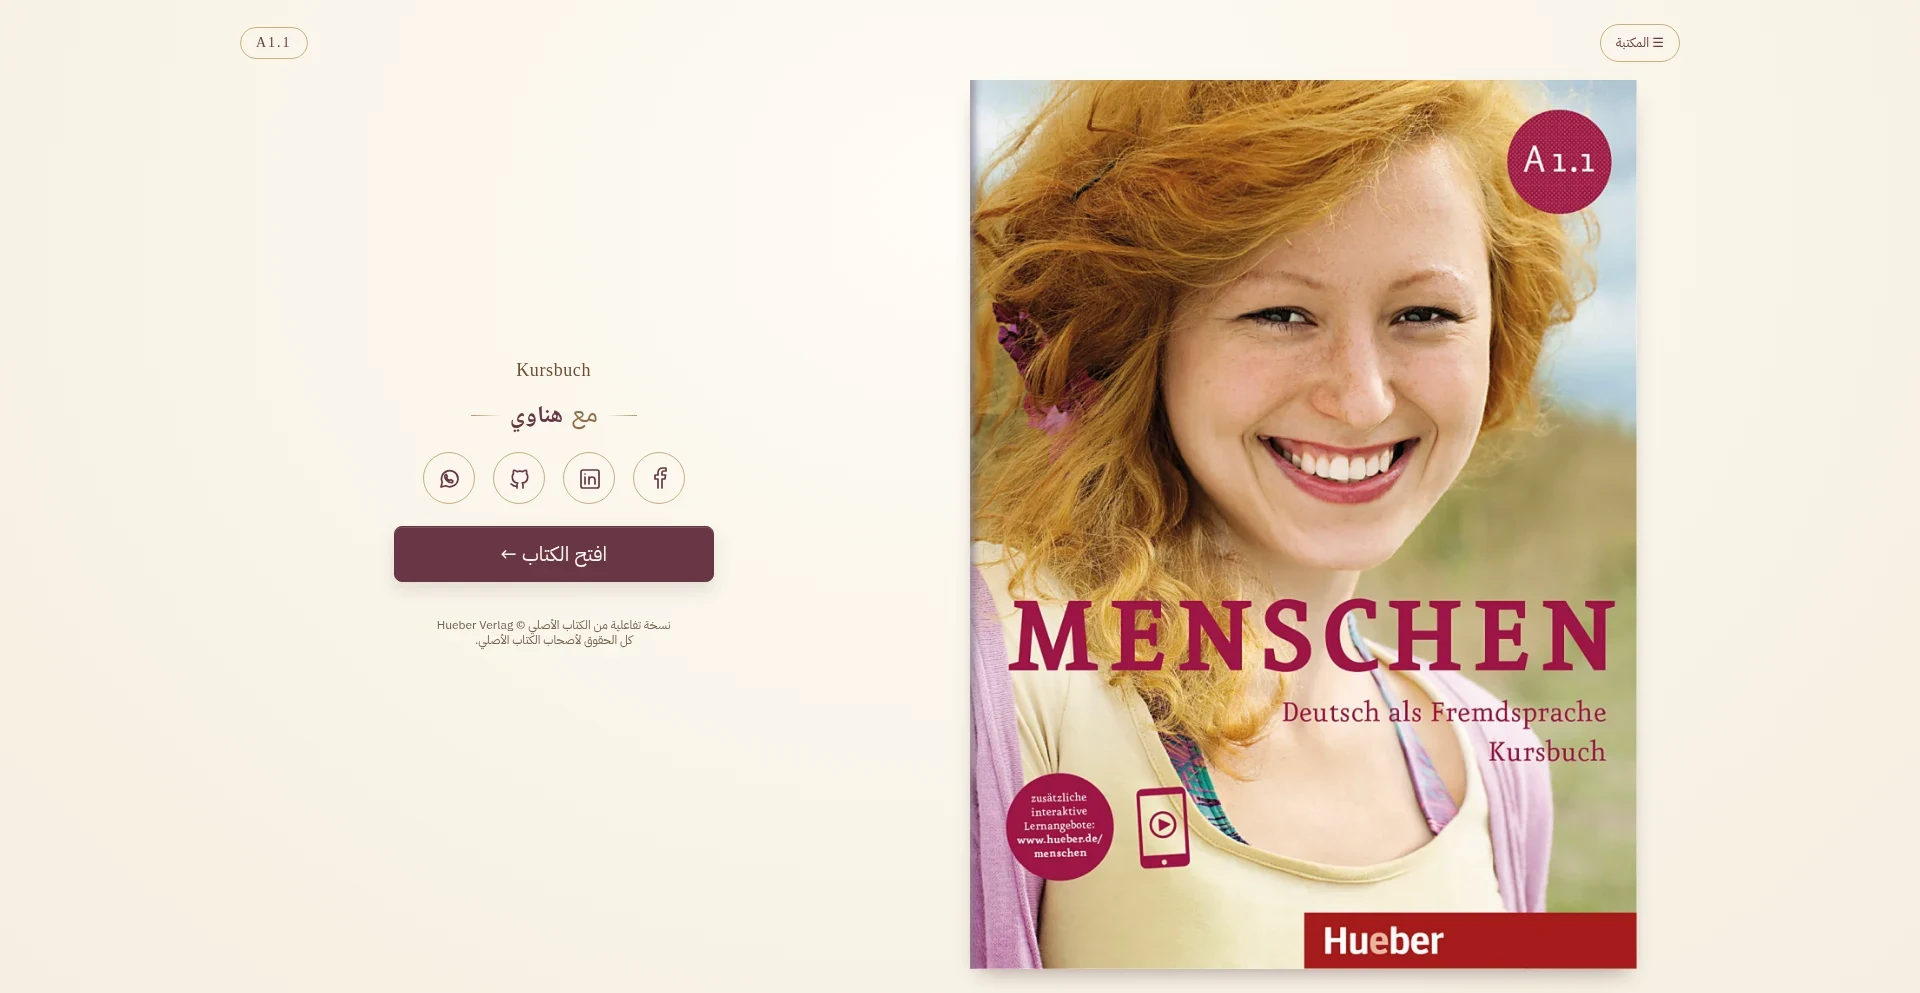 ☰ المكتبة
A1.1
Kursbuch
مع هناوي
افتح الكتاب ←
نسخة تفاعلية من الكتاب الأصلي © Hueber Verlag
كل الحقوق لأصحاب الكتاب الأصلي.
A 1.1
MENSCHEN
Deutsch als Fremdsprache
Kursbuch
zusätzliche
interaktive
Lernangebote:
www.hueber.de/
menschen
Hueber